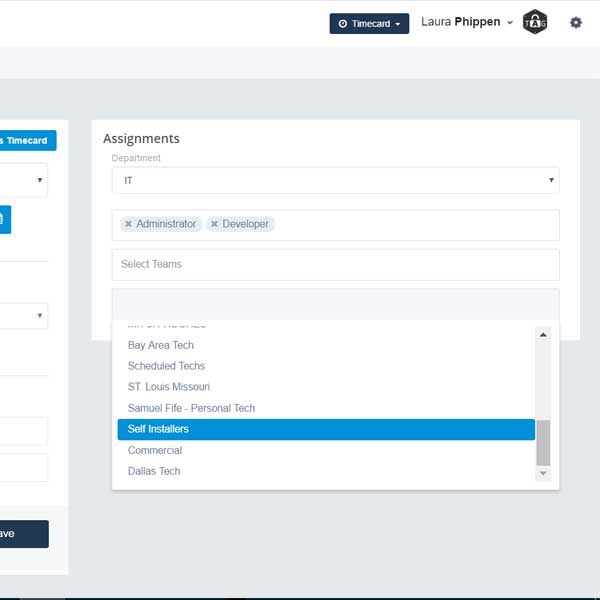 Timecard
Laura Phippen
TAG
s Timecard
Assignments
Department
IT
Administrator
Developer
Select Teams
Bay Area Tech
Scheduled Techs
ST. Louis Missouri
Samuel Fife - Personal Tech
Self Installers
Commercial
Dallas Tech
ave